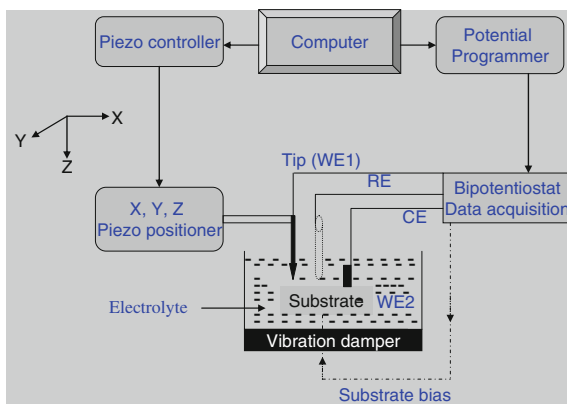 Piezo controller
Computer
Potential
Programmer
X
Y
Z
Tip (WE1)
RE
CE
X, Y, Z
Piezo positioner
Bipotentiostat
Data acquisition
Electrolyte
Substrate
WE2
Vibration damper
Substrate bias